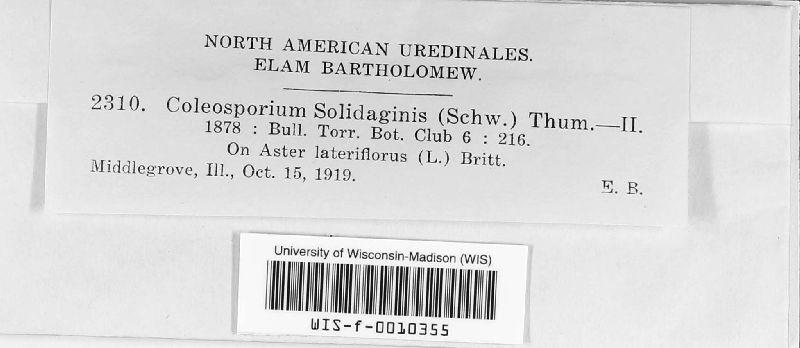 NORTH AMERICAN UREDINALES.
ELAM BARTHOLOMEW.
2310. Coleosporium Solidaginis (Schw.) Thum.—II.
1878 : Bull. Torr. Bot. Club 6 : 216.
On Aster lateriflorus (L.) Britt.
Middlegrove, Ill., Oct. 15, 1919.
E. B.
University of Wisconsin-Madison (WIS)
WIS-f-0010355